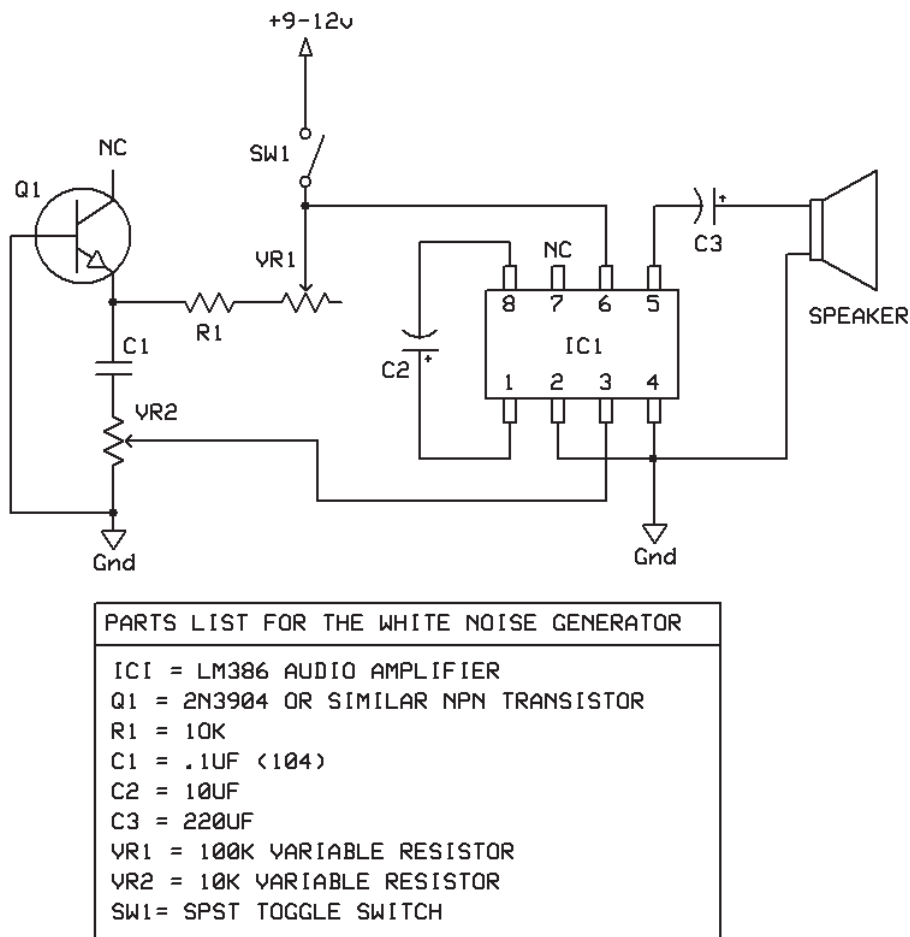 +9-12v
NC
SW1
Q1
VR1
C3
NC
8 7 6 5
SPEAKER
R1
C1
IC1
C2
1 2 3 4
VR2
Gnd
Gnd
PARTS LIST FOR THE WHITE NOISE GENERATOR
ICI = LM386 AUDIO AMPLIFIER
Q1 = 2N3904 OR SIMILAR NPN TRANSISTOR
R1 = 10K
C1 = .1UF (104)
C2 = 10UF
C3 = 220UF
VR1 = 100K VARIABLE RESISTOR
VR2 = 10K VARIABLE RESISTOR
SW1= SPST TOGGLE SWITCH